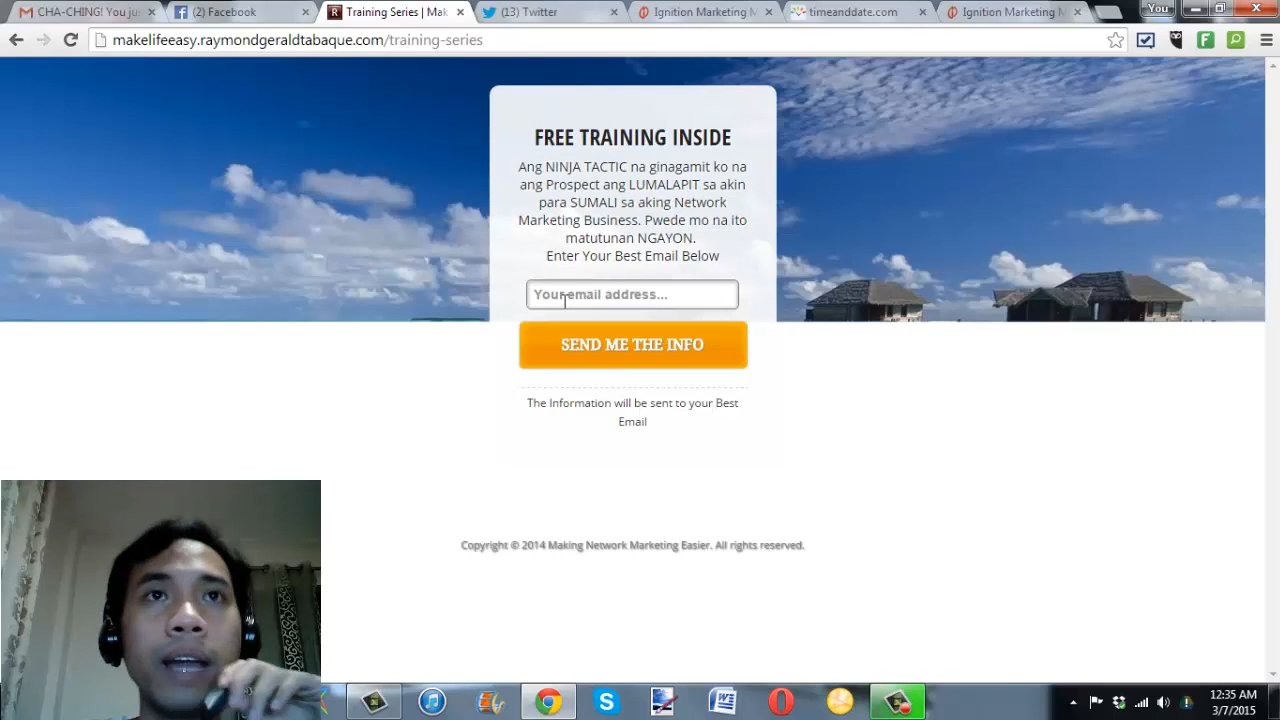 CHA-CHING! You ju
(2) Facebook
Training Series | Mak
(13) Twitter
Ignition Marketing M
timeanddate.com
Ignition Marketing M
You
makelifeeasy.raymondgeraldtabaque.com/training-series
FREE TRAINING INSIDE
Ang NINJA TACTIC na ginagamit ko na
ang Prospect ang LUMALAPIT sa akin
para SUMALI sa aking Network
Marketing Business. Pwede mo na ito
matutunan NGAYON.
Enter Your Best Email Below
Your email address...
SEND ME THE INFO
The Information will be sent to your Best
Email
Copyright © 2014 Making Network Marketing Easier. All rights reserved.
12:35 AM
3/7/2015